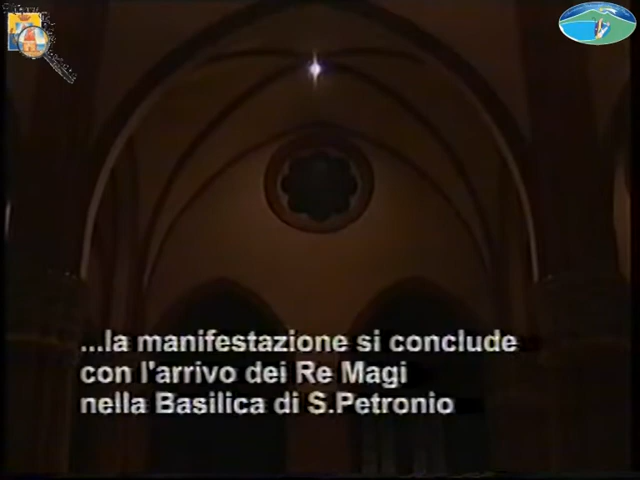 ...la manifestazione si conclude
con l'arrivo dei Re Magi
nella Basilica di S.Petronio